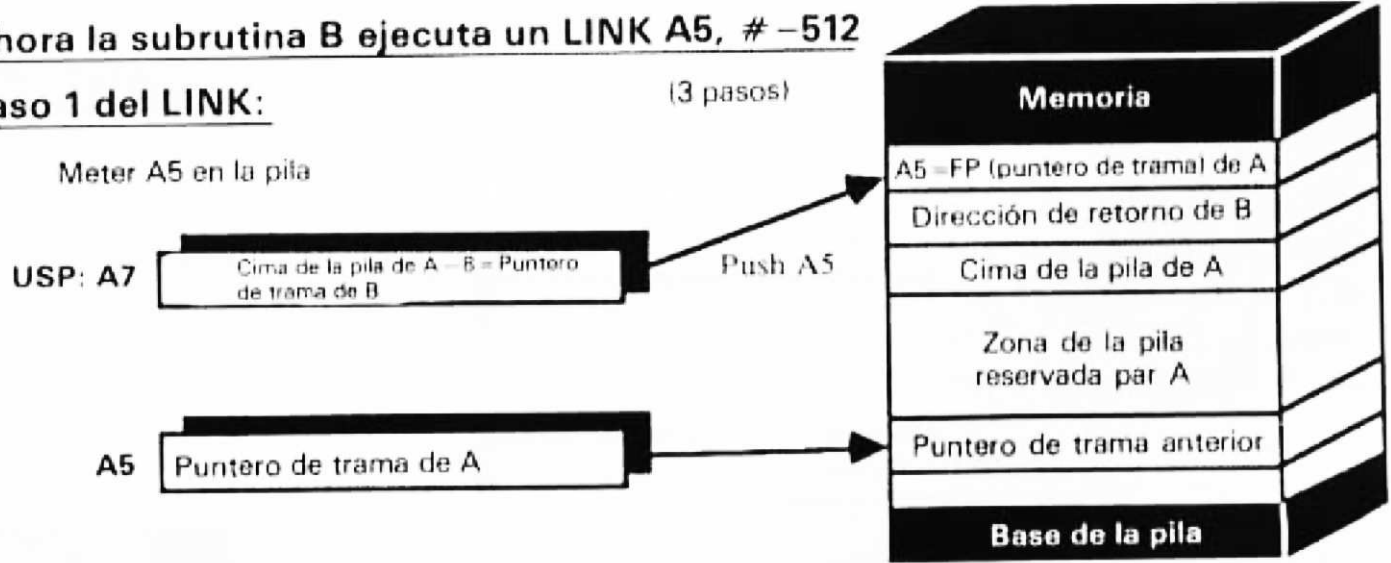 hora la subrutina B ejecuta un LINK A5, # –512
aso 1 del LINK:
(3 pasos)
Meter A5 en la pila
USP: A7
Cima de la pila de A – 8 = Puntero
de trama de B
Push A5
A5
Puntero de trama de A
Memoria
A5 = FP (puntero de trama) de A
Dirección de retorno de B
Cima de la pila de A
Zona de la pila
reservada par A
Puntero de trama anterior
Base de la pila